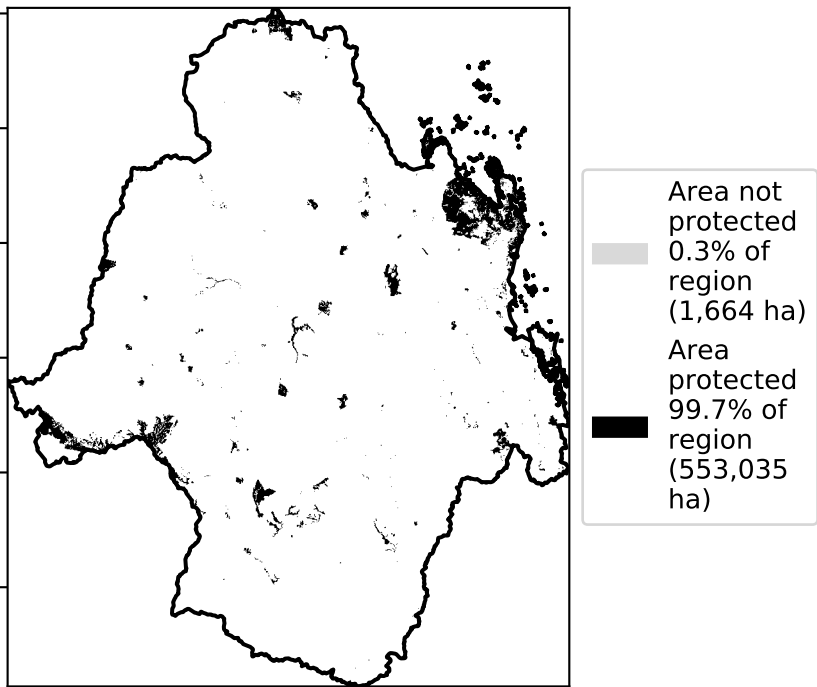 Area not
protected
0.3% of
region
(1,664 ha)
Area
protected
99.7% of
region
(553,035
ha)